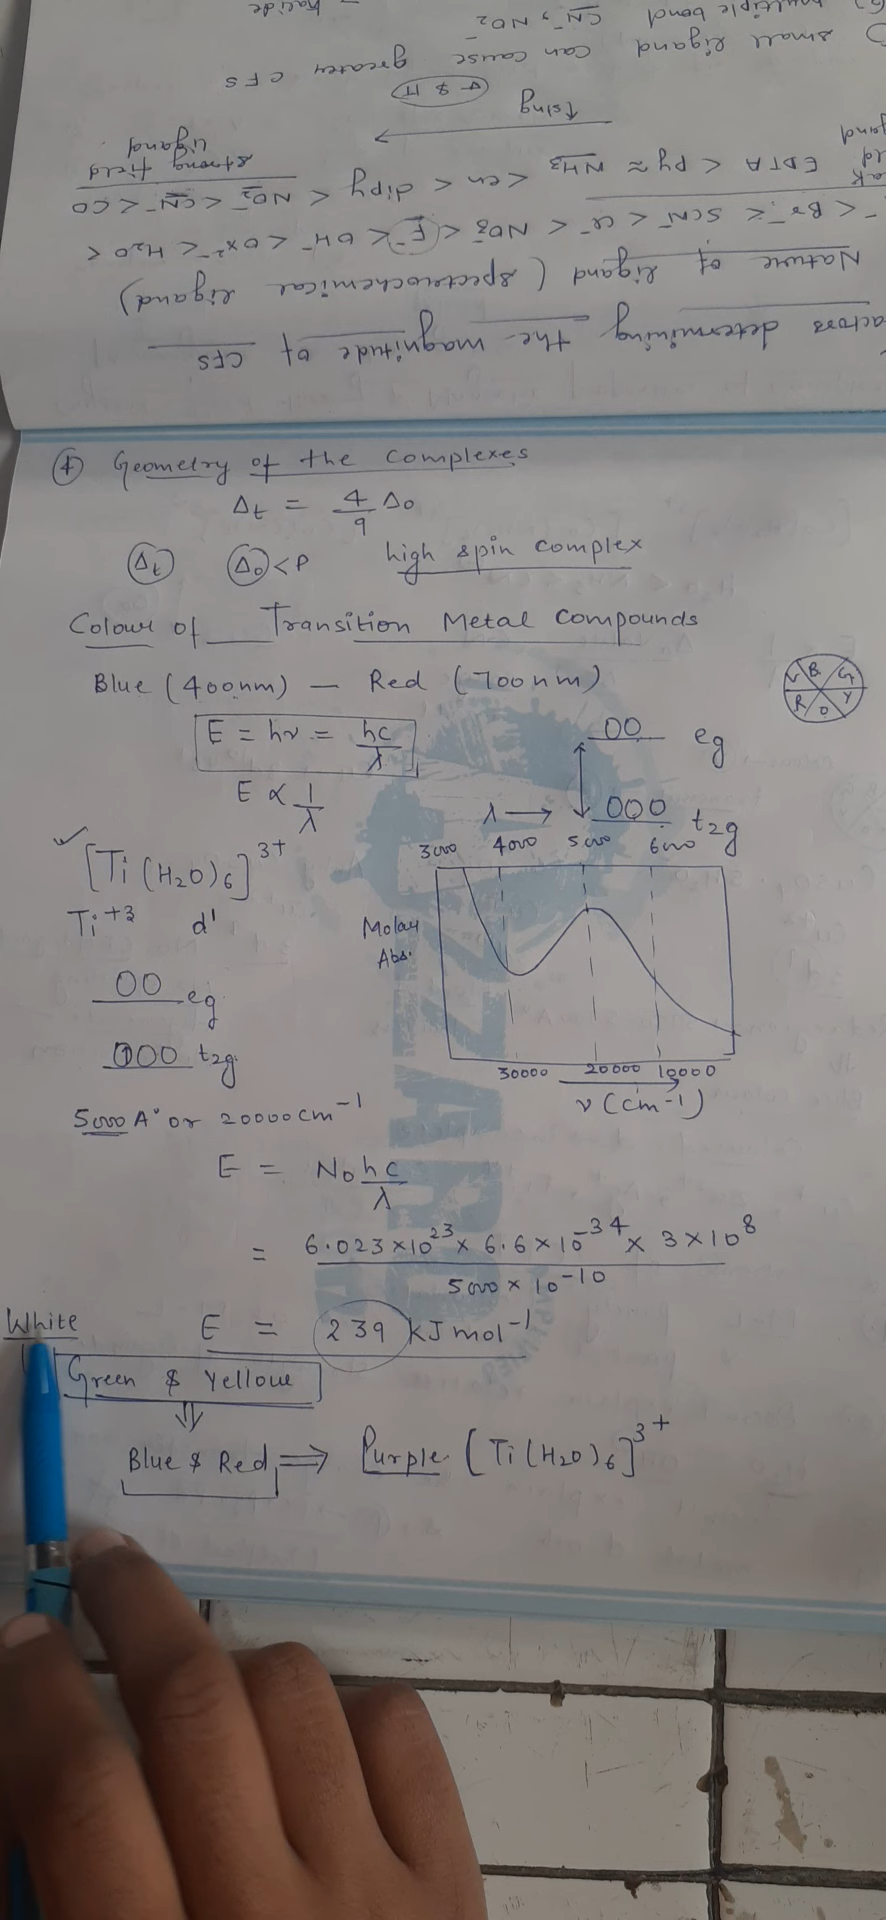 actors determining the magnitude of CFS
Nature of ligand (spectrochemical ligand)
< Br⁻ < SCN⁻ < Cl⁻ < NO₃⁻ < F⁻ < OH⁻ < OX²⁻ < H₂O <
EDTA < Py ≈ NH₃ < en < dipy < NO₂⁻ < CN⁻ < CO
strong field
ligand
↑sing
σ & π
small ligand can cause greater CFS
multiple bond CN⁻, NO₂⁻
④ Geometry of the complexes
Δt = 4/9 Δo
Δt Δo < P high spin complex
Colour of Transition Metal Compounds
Blue (400nm) — Red (700nm)
V B G
R O Y
E = hν = hc/λ
E ∝ 1/λ
00 eg
000 t2g
λ →
3000 4000 5000 6000
Molar
Abs.
30000 20000 10000
ν (cm-1)
✓ [Ti(H₂O)₆]³⁺
Ti⁺³ d¹
00 eg
000 t2g
5000 A° or 20000 cm⁻¹
E = N₀hc/λ
= 6.023×10²³ × 6.6×10⁻³⁴ × 3×10⁸ / 5000×10⁻¹⁰
E = 239 kJ mol⁻¹
White
Green & Yellow
⇓
Blue & Red ⇒ Purple [Ti(H₂O)₆]³⁺